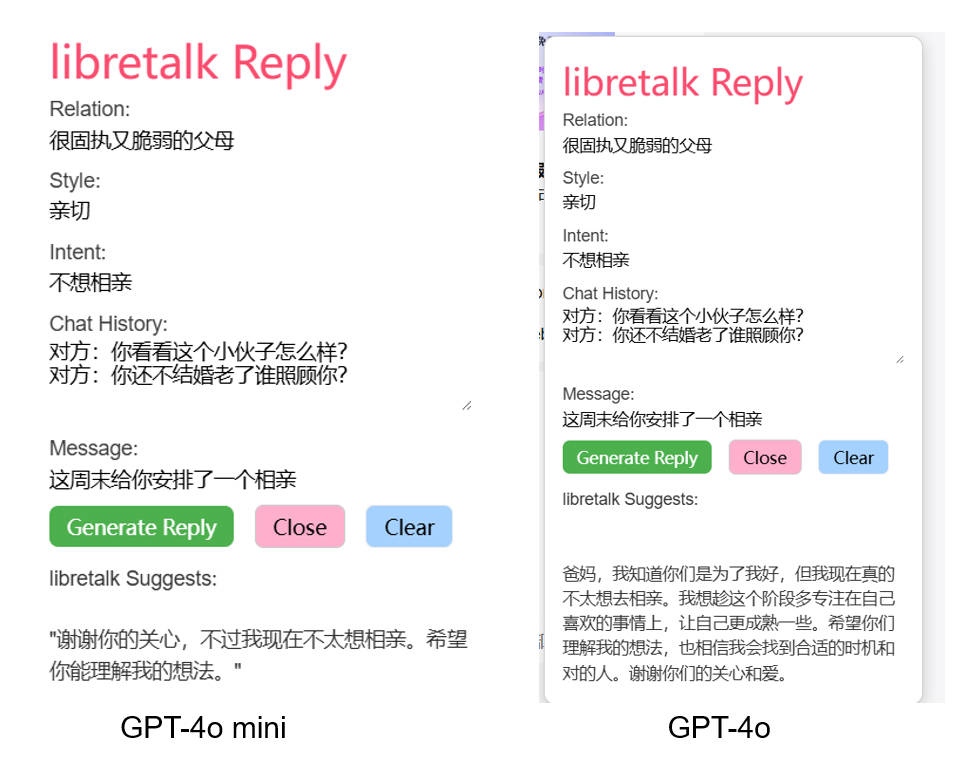 libretalk Reply
Relation:
很固执又脆弱的父母
Style:
亲切
Intent:
不想相亲
Chat History:
对方：你看看这个小伙子怎么样？
对方：你还不结婚老了谁照顾你？
Message:
这周末给你安排了一个相亲
Generate Reply
Close
Clear
libretalk Suggests:
"谢谢你的关心，不过我现在不太想相亲。希望
你能理解我的想法。"
GPT-4o mini
libretalk Reply
Relation:
很固执又脆弱的父母
Style:
亲切
Intent:
不想相亲
Chat History:
对方：你看看这个小伙子怎么样？
对方：你还不结婚老了谁照顾你？
Message:
这周末给你安排了一个相亲
Generate Reply
Close
Clear
libretalk Suggests:
爸妈，我知道你们是为了我好，但我现在真的
不太想去相亲。我想趁这个阶段多专注在自己
喜欢的事情上，让自己更成熟一些。希望你们
理解我的想法，也相信我会找到合适的时机和
对的人。谢谢你们的关心和爱。
GPT-4o